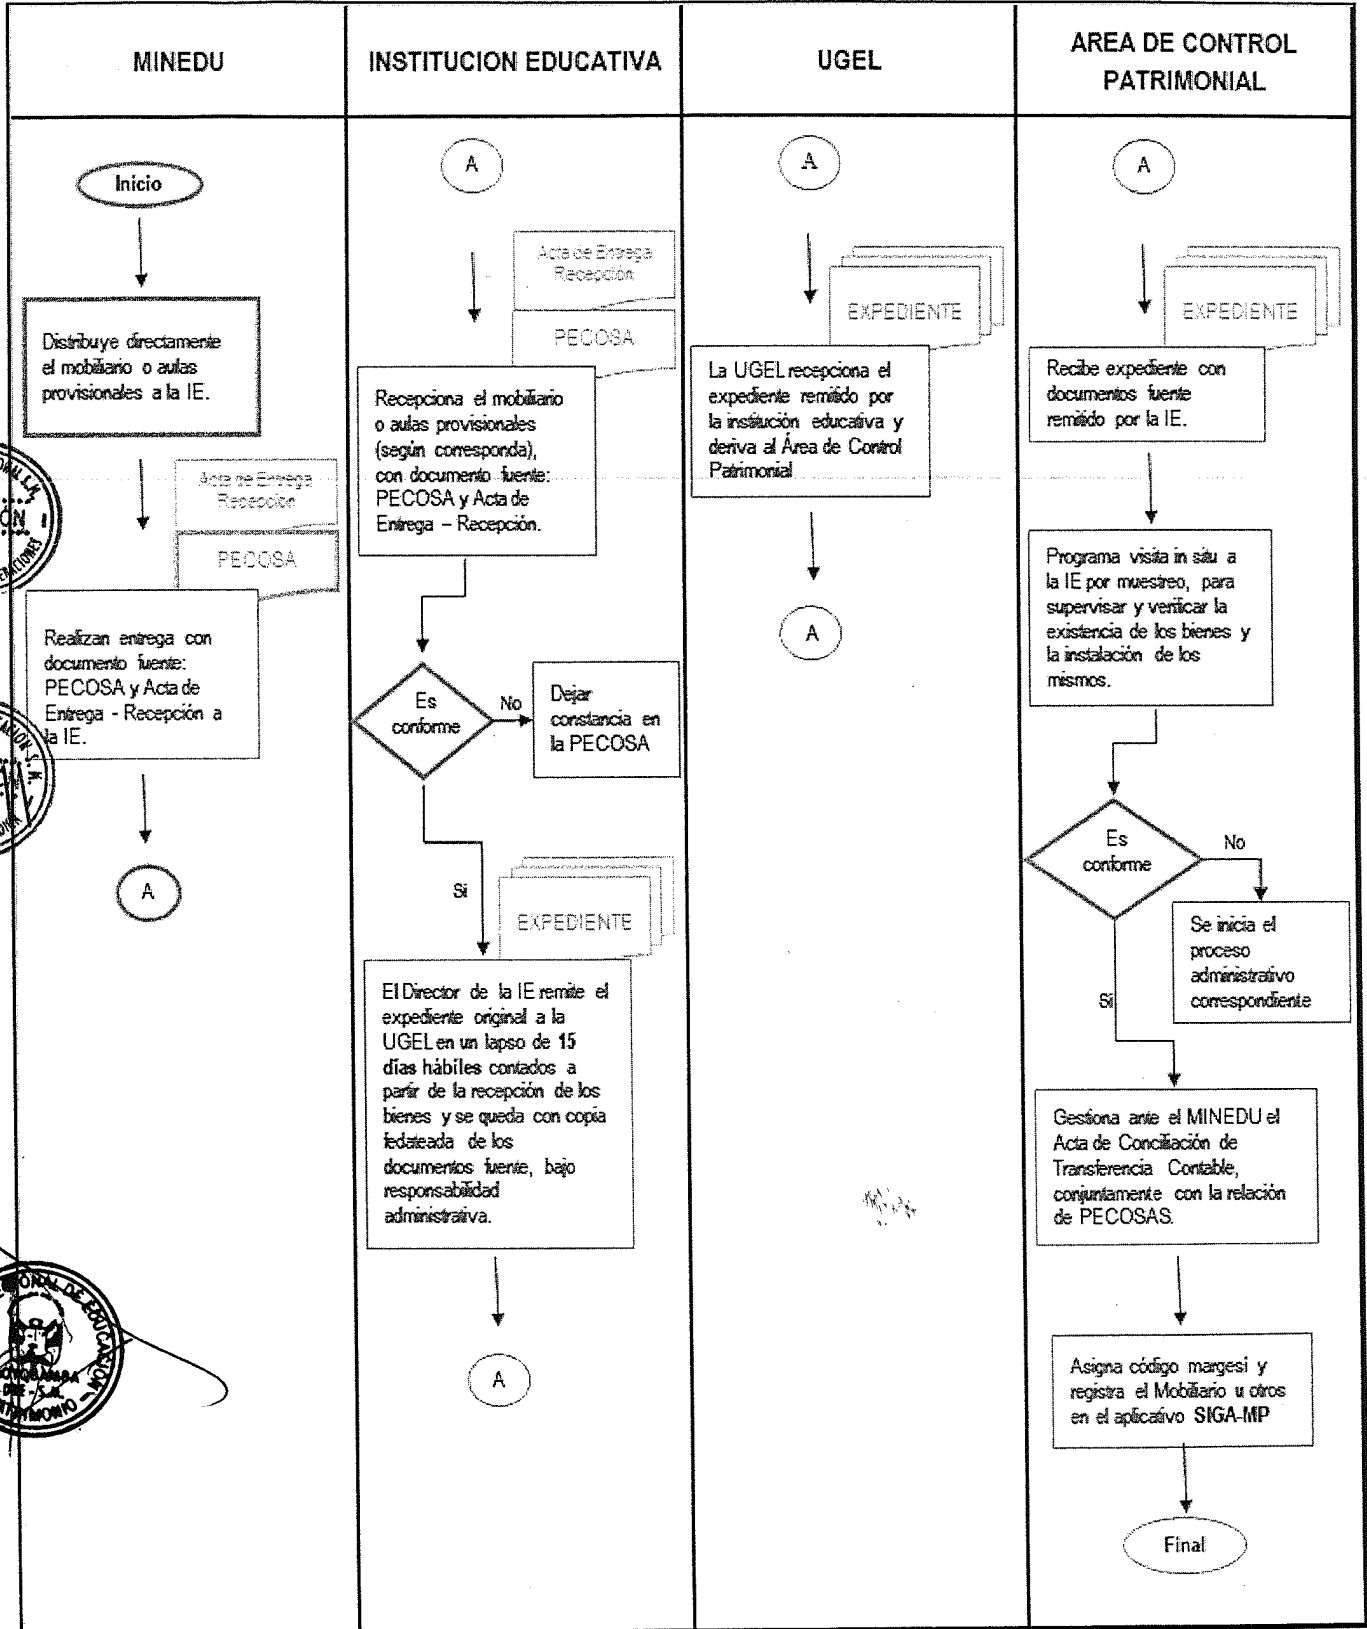 MINEDU
INSTITUCION EDUCATIVA
UGEL
AREA DE CONTROL
PATRIMONIAL
Inicio
Distribuye directamente
el mobiliario o aulas
provisionales a la IE.
Acta de Entrega
Recepción
PECOSA
Realizan entrega con
documento fuente:
PECOSA y Acta de
Entrega - Recepción a
la IE.
A
A
Acta de Entrega
Recepción
PECOSA
Recepciona el mobiliario
o aulas provisionales
(según corresponda),
con documento fuente:
PECOSA y Acta de
Entrega – Recepción.
Es
conforme
No
Dejar
constancia en
la PECOSA
Si
EXPEDIENTE
El Director de la IE remite el
expediente original a la
UGEL en un lapso de 15
días hábiles contados a
partir de la recepción de los
bienes y se queda con copia
fedateada de los
documentos fuente, bajo
responsabilidad
administrativa.
A
A
EXPEDIENTE
La UGEL recepciona el
expediente remitido por
la institución educativa y
deriva al Área de Control
Patrimonial
A
A
EXPEDIENTE
Recibe expediente con
documentos fuente
remitido por la IE.
Programa visita in situ a
la IE por muestreo, para
supervisar y verificar la
existencia de los bienes y
la instalación de los
mismos.
Es
conforme
No
Se inicia el
proceso
administrativo
correspondiente
Si
Gestiona ante el MINEDU el
Acta de Conciliación de
Transferencia Contable,
conjuntamente con la relación
de PECOSAS.
Asigna código margesi y
registra el Mobiliario u otros
en el aplicativo SIGA-MP
Final
DE EDUCACIÓN
DRE - S.M.